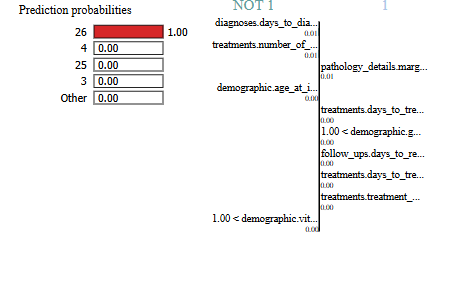 Prediction probabilities
26 1.00
4 0.00
25 0.00
3 0.00
Other 0.00
NOT 1 1
diagnoses.days_to_dia...
0.01
treatments.number_of_...
0.01
pathology_details.marg...
0.01
demographic.age_at_i...
0.00
treatments.days_to_tre...
0.00
1.00 < demographic.g...
0.00
follow_ups.days_to_re...
0.00
treatments.days_to_tre...
0.00
treatments.treatment_...
0.00
1.00 < demographic.vit...
0.00